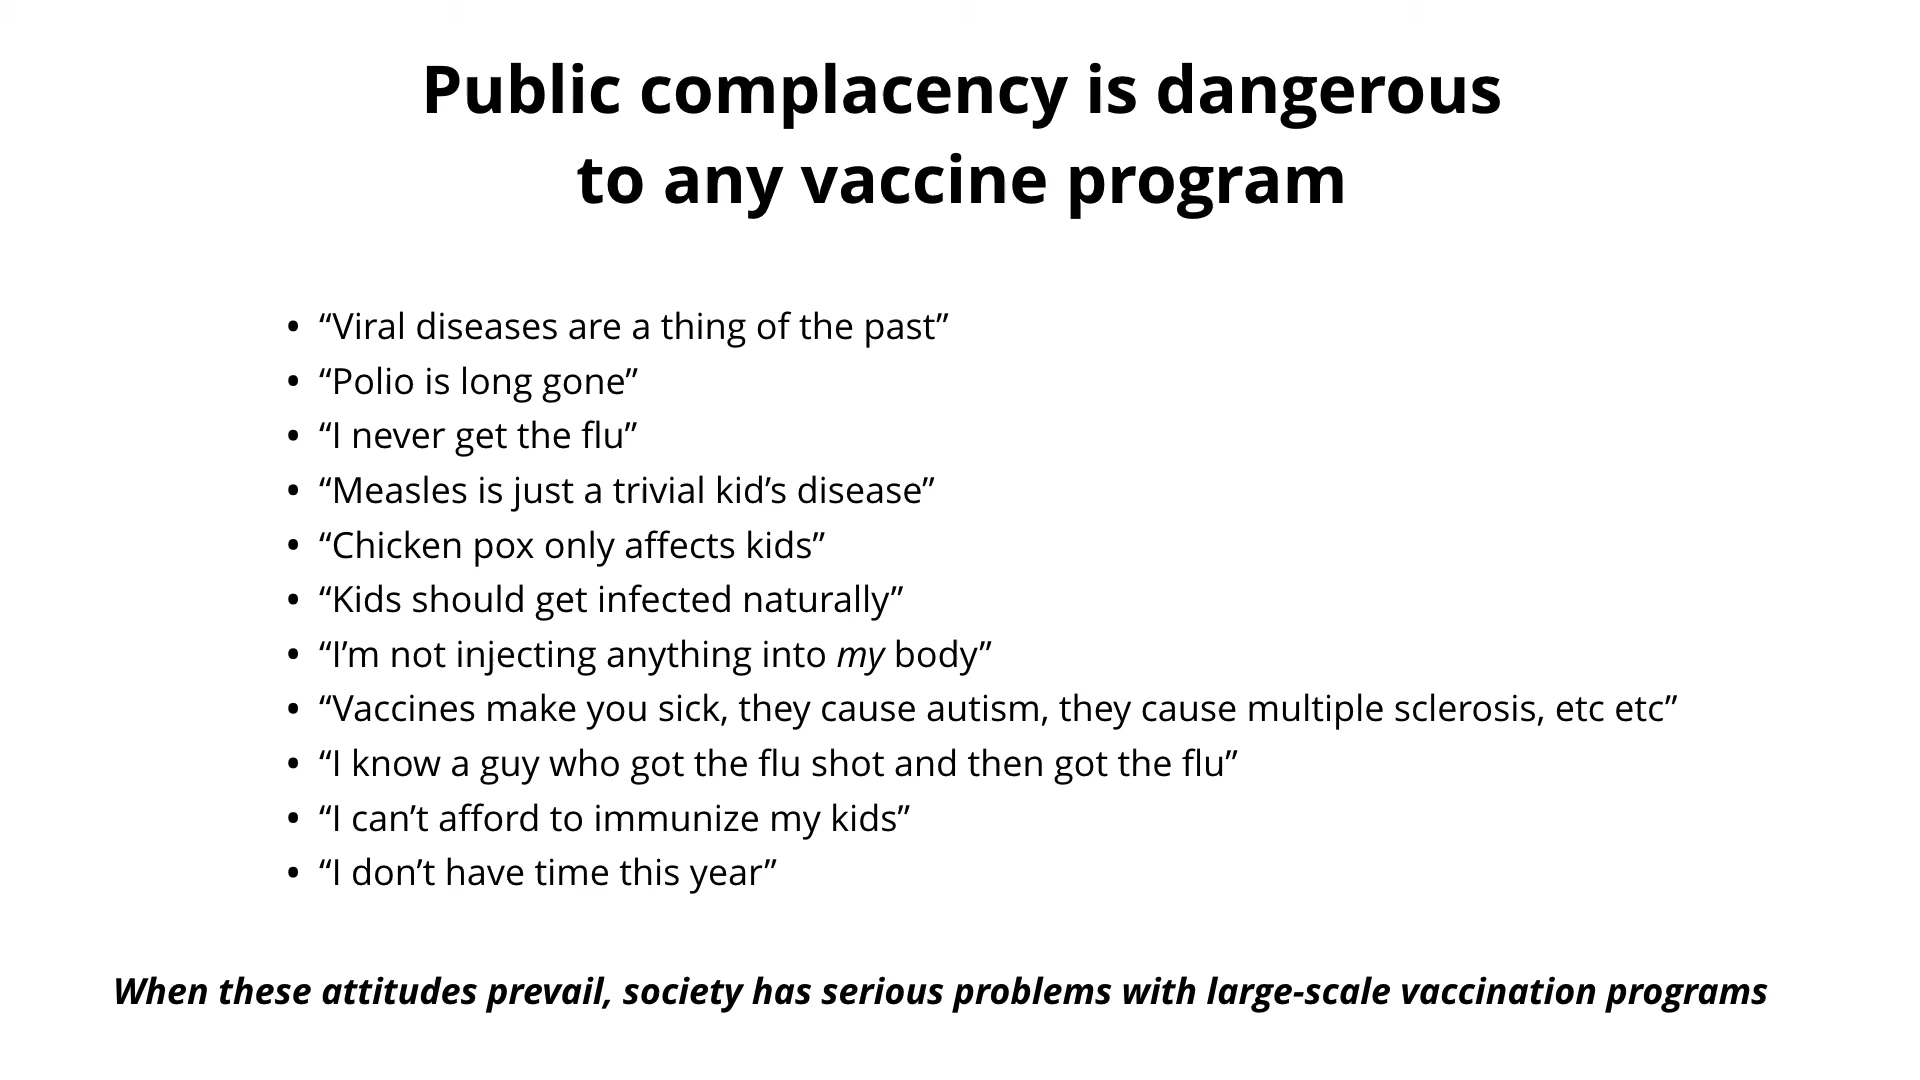 Public complacency is dangerous
to any vaccine program
• “Viral diseases are a thing of the past”
• “Polio is long gone”
• “I never get the flu”
• “Measles is just a trivial kid’s disease”
• “Chicken pox only affects kids”
• “Kids should get infected naturally”
• “I’m not injecting anything into my body”
• “Vaccines make you sick, they cause autism, they cause multiple sclerosis, etc etc”
• “I know a guy who got the flu shot and then got the flu”
• “I can’t afford to immunize my kids”
• “I don’t have time this year”
When these attitudes prevail, society has serious problems with large-scale vaccination programs